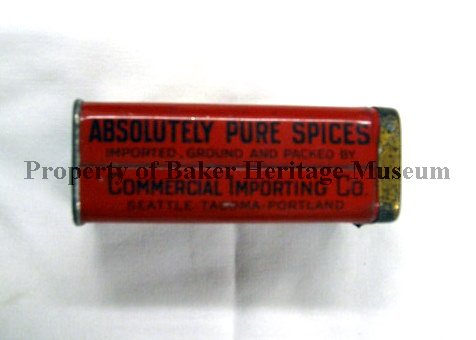 ABSOLUTELY PURE SPICES
IMPORTED, GROUND AND PACKED BY
Property of Baker Heritage Museum
COMMERCIAL IMPORTING CO.
SEATTLE TACOMA-PORTLAND